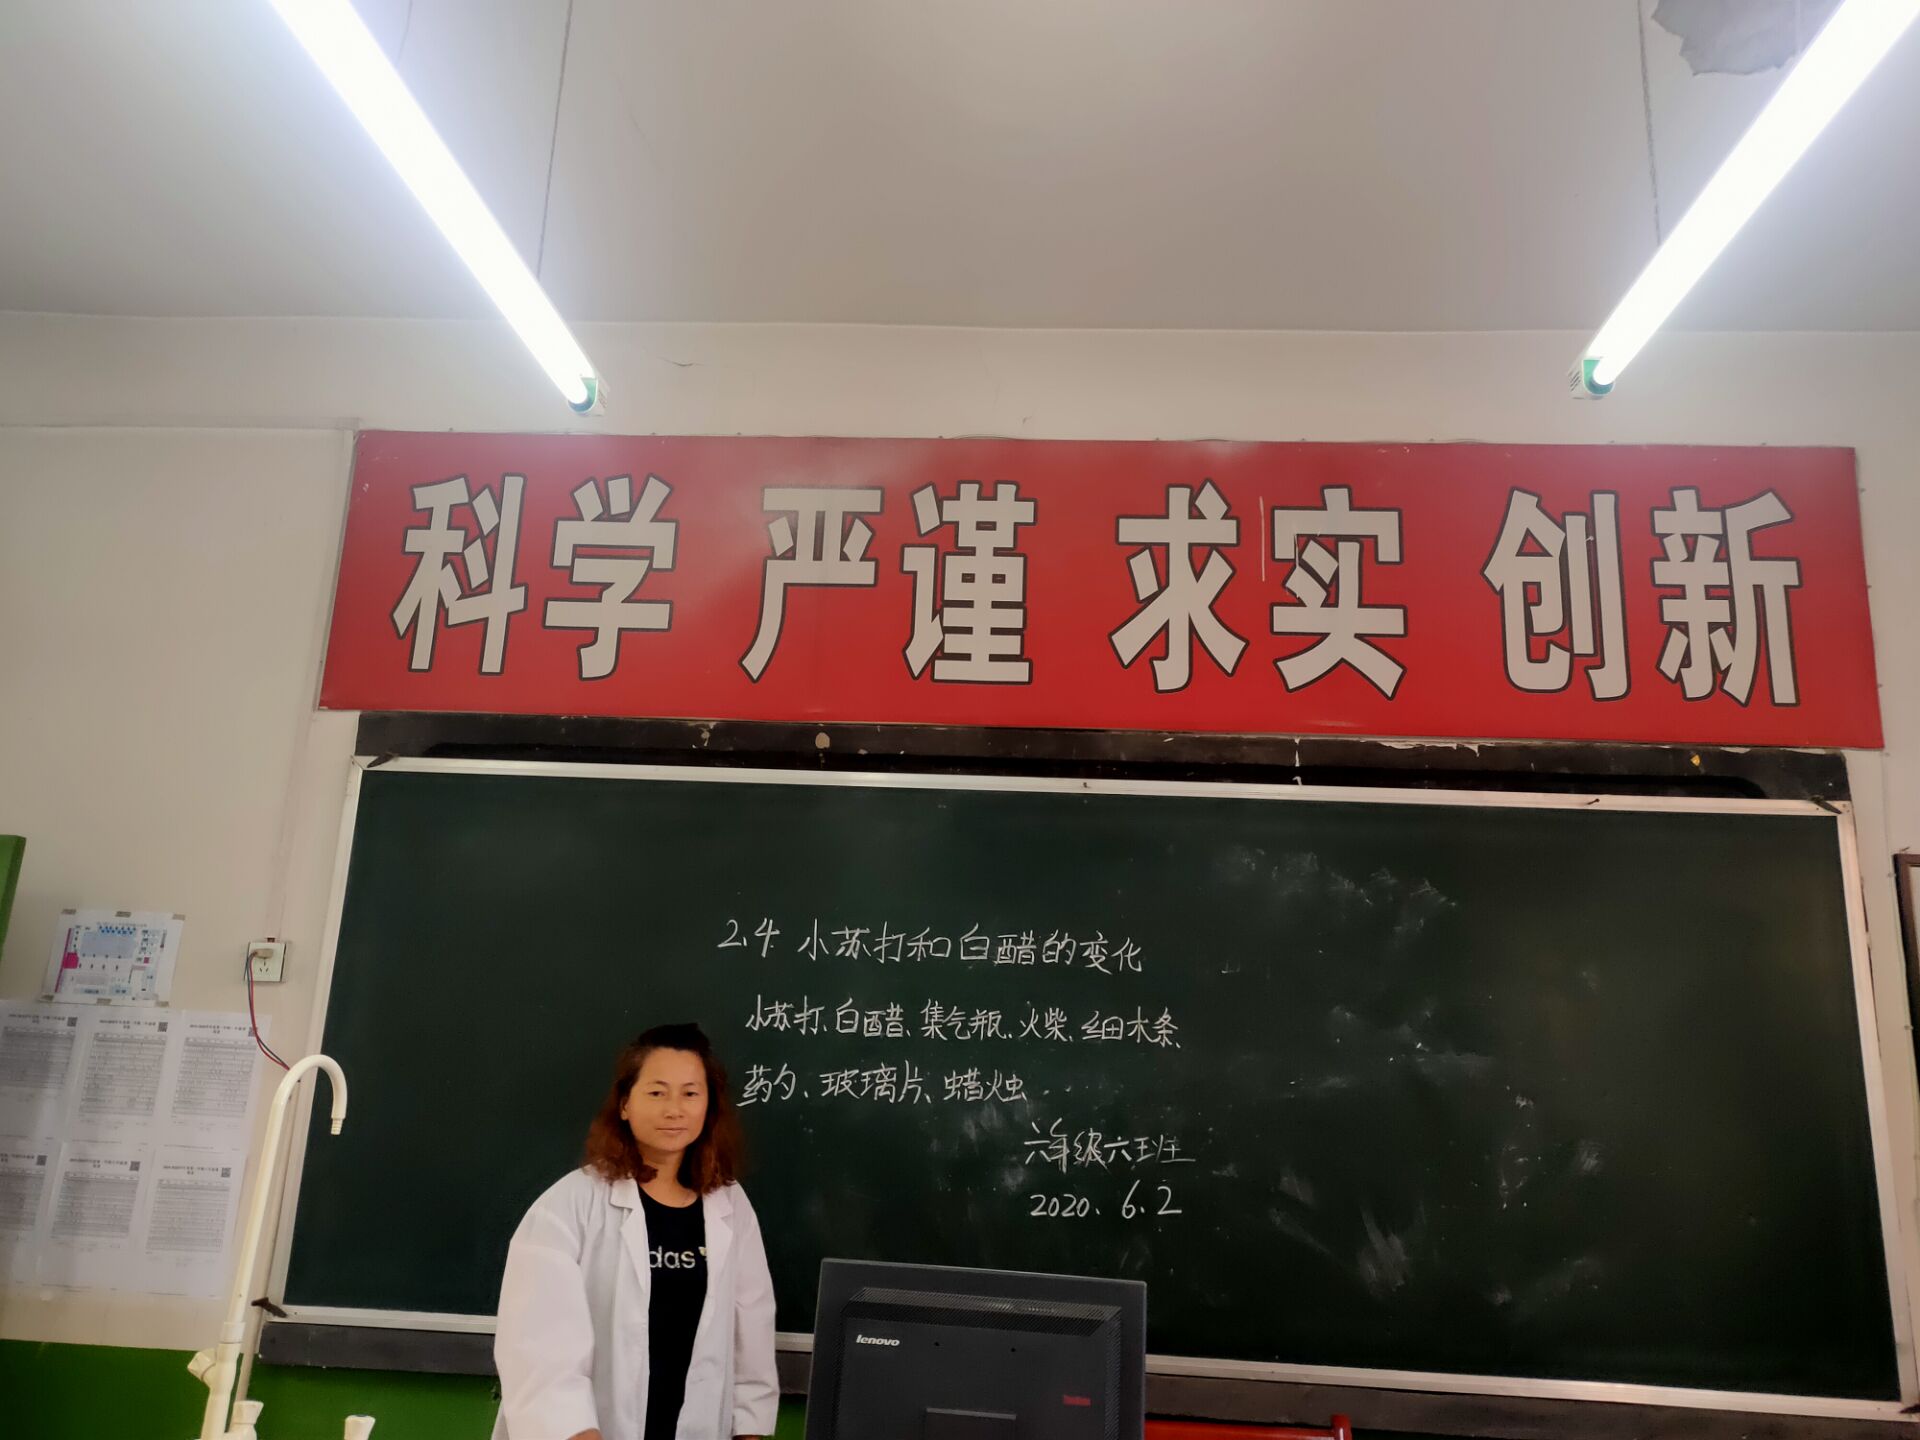 科学 严谨 求实 创新
2.4 小苏打和白醋的变化
小苏打、白醋、集气瓶、火柴、细木条、
药勺、玻璃片、蜡烛
六年级六班
2020.6.2
das
lenovo